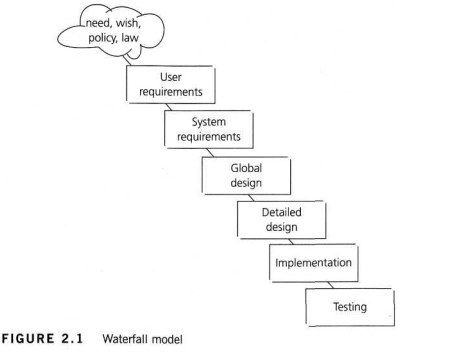 need, wish,
policy, law
User
requirements
System
requirements
Global
design
Detailed
design
Implementation
Testing
FIGURE 2.1 Waterfall model